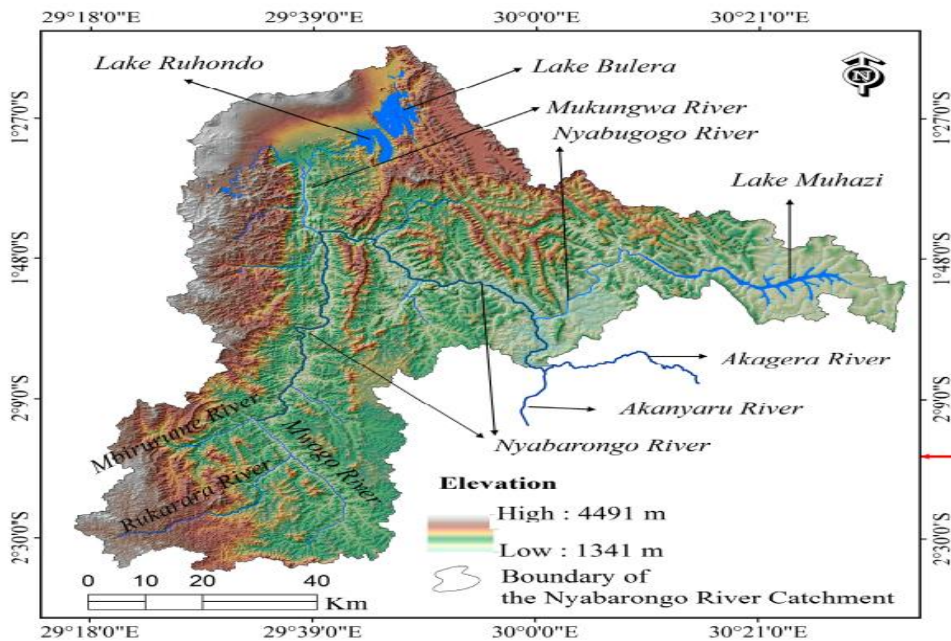 29°18'0"E 29°39'0"E 30°00'E 30°21'0"E
Lake Ruhondo
Lake Bulera
Mukungwa River
Nyabugogo River
Lake Muhazi
1°27'0"S 1°27'0"S
1°48'0"S 1°48'0"S
2°9'0"S 2°9'0"S
2°30'0"S 2°30'0"S
N
Akagera River
Akanyaru River
Nyabarongo River
Mbirurume River
Mwogo River
Rukarara River
Elevation
High : 4491 m
Low : 1341 m
Boundary of
the Nyabarongo River Catchment
0 10 20 40
Km
29°18'0"E 29°39'0"E 30°00'E 30°21'0"E